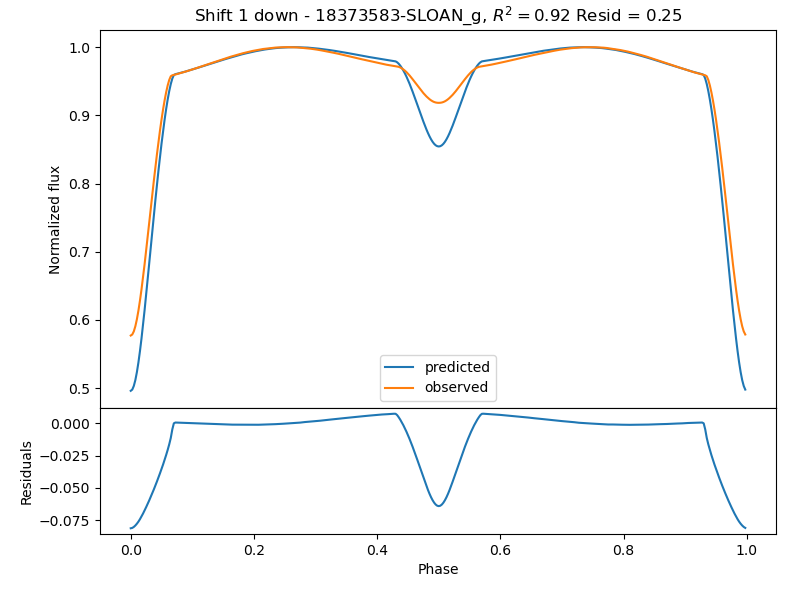 Shift 1 down - 18373583-SLOAN_g, $R^2 = 0.92$ Resid = 0.25
1.0
0.9
0.8
0.7
0.6
0.5
Normalized flux
predicted
observed
0.000
−0.025
−0.050
−0.075
Residuals
0.0 0.2 0.4 0.6 0.8 1.0
Phase